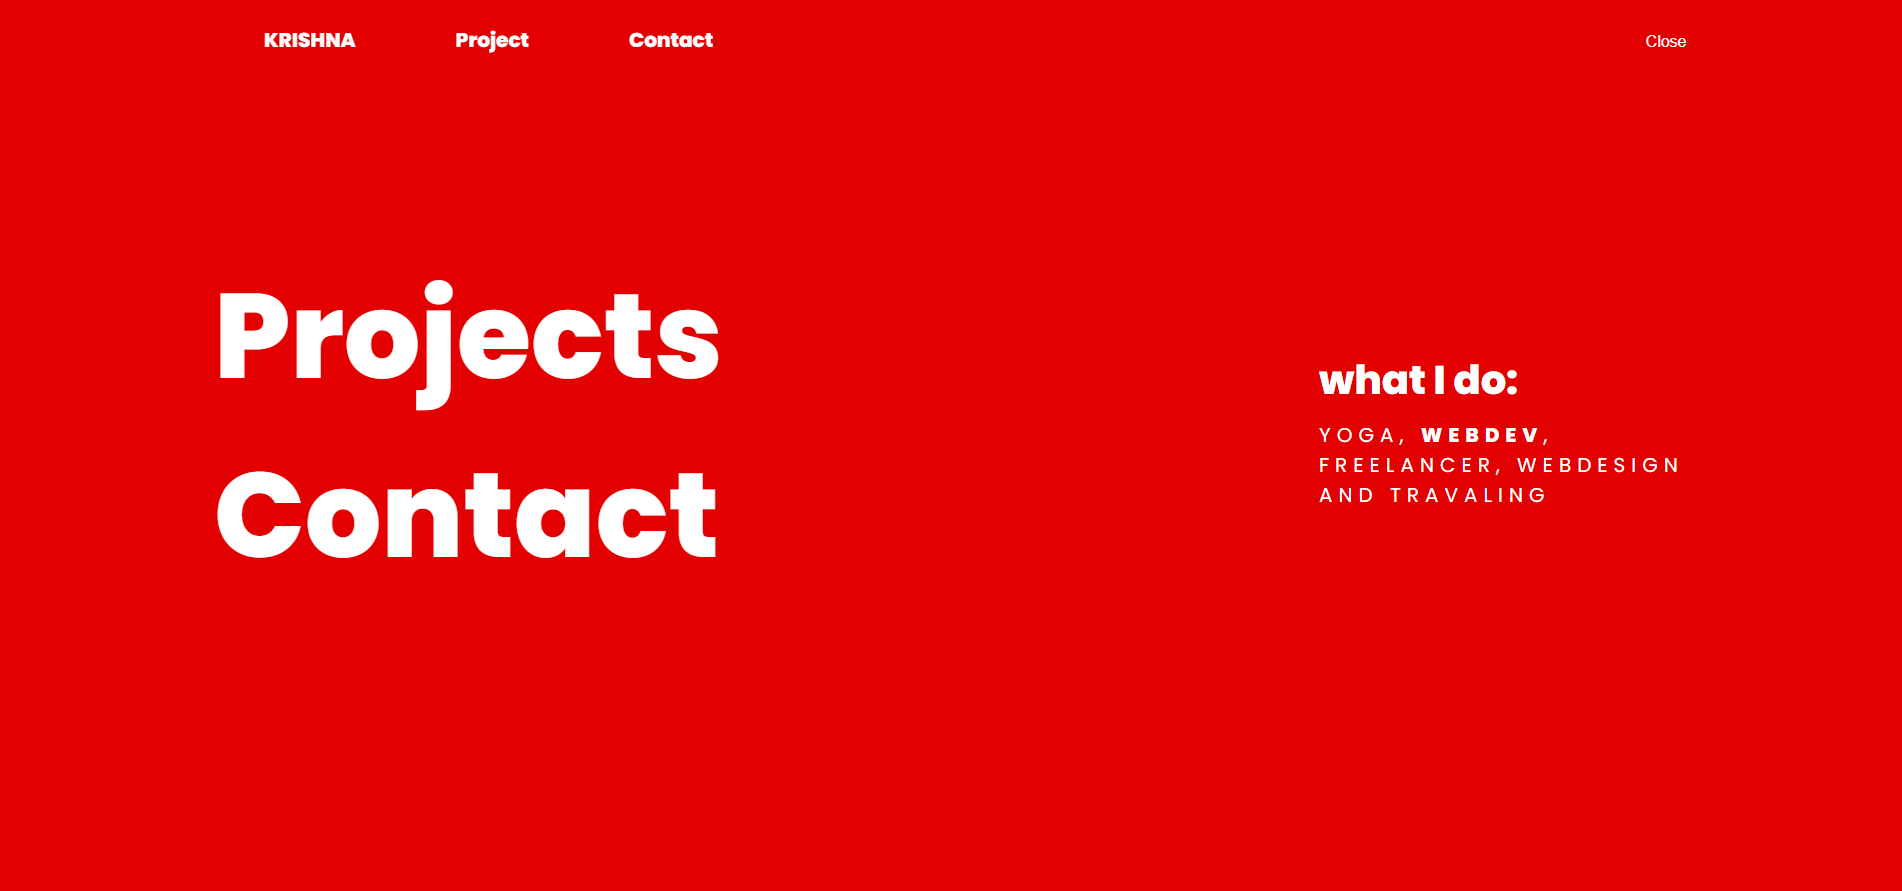 KRISHNA Project Contact Close
Projects
Contact
what I do:
YOGA, WEBDEV,
FREELANCER, WEBDESIGN
AND TRAVALING